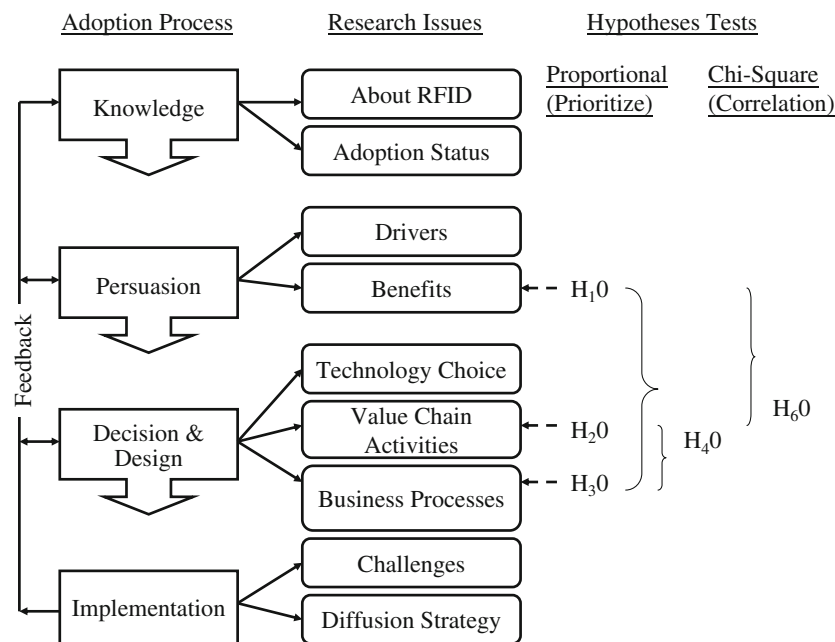 Adoption Process
Research Issues
Hypotheses Tests
Proportional
(Prioritize)
Chi-Square
(Correlation)
Knowledge
About RFID
Adoption Status
Persuasion
Drivers
Benefits
H₁0
Feedback
Decision &
Design
Technology Choice
Value Chain
Activities
Business Processes
H₂0
H₃0
H₄0
H₆0
Implementation
Challenges
Diffusion Strategy